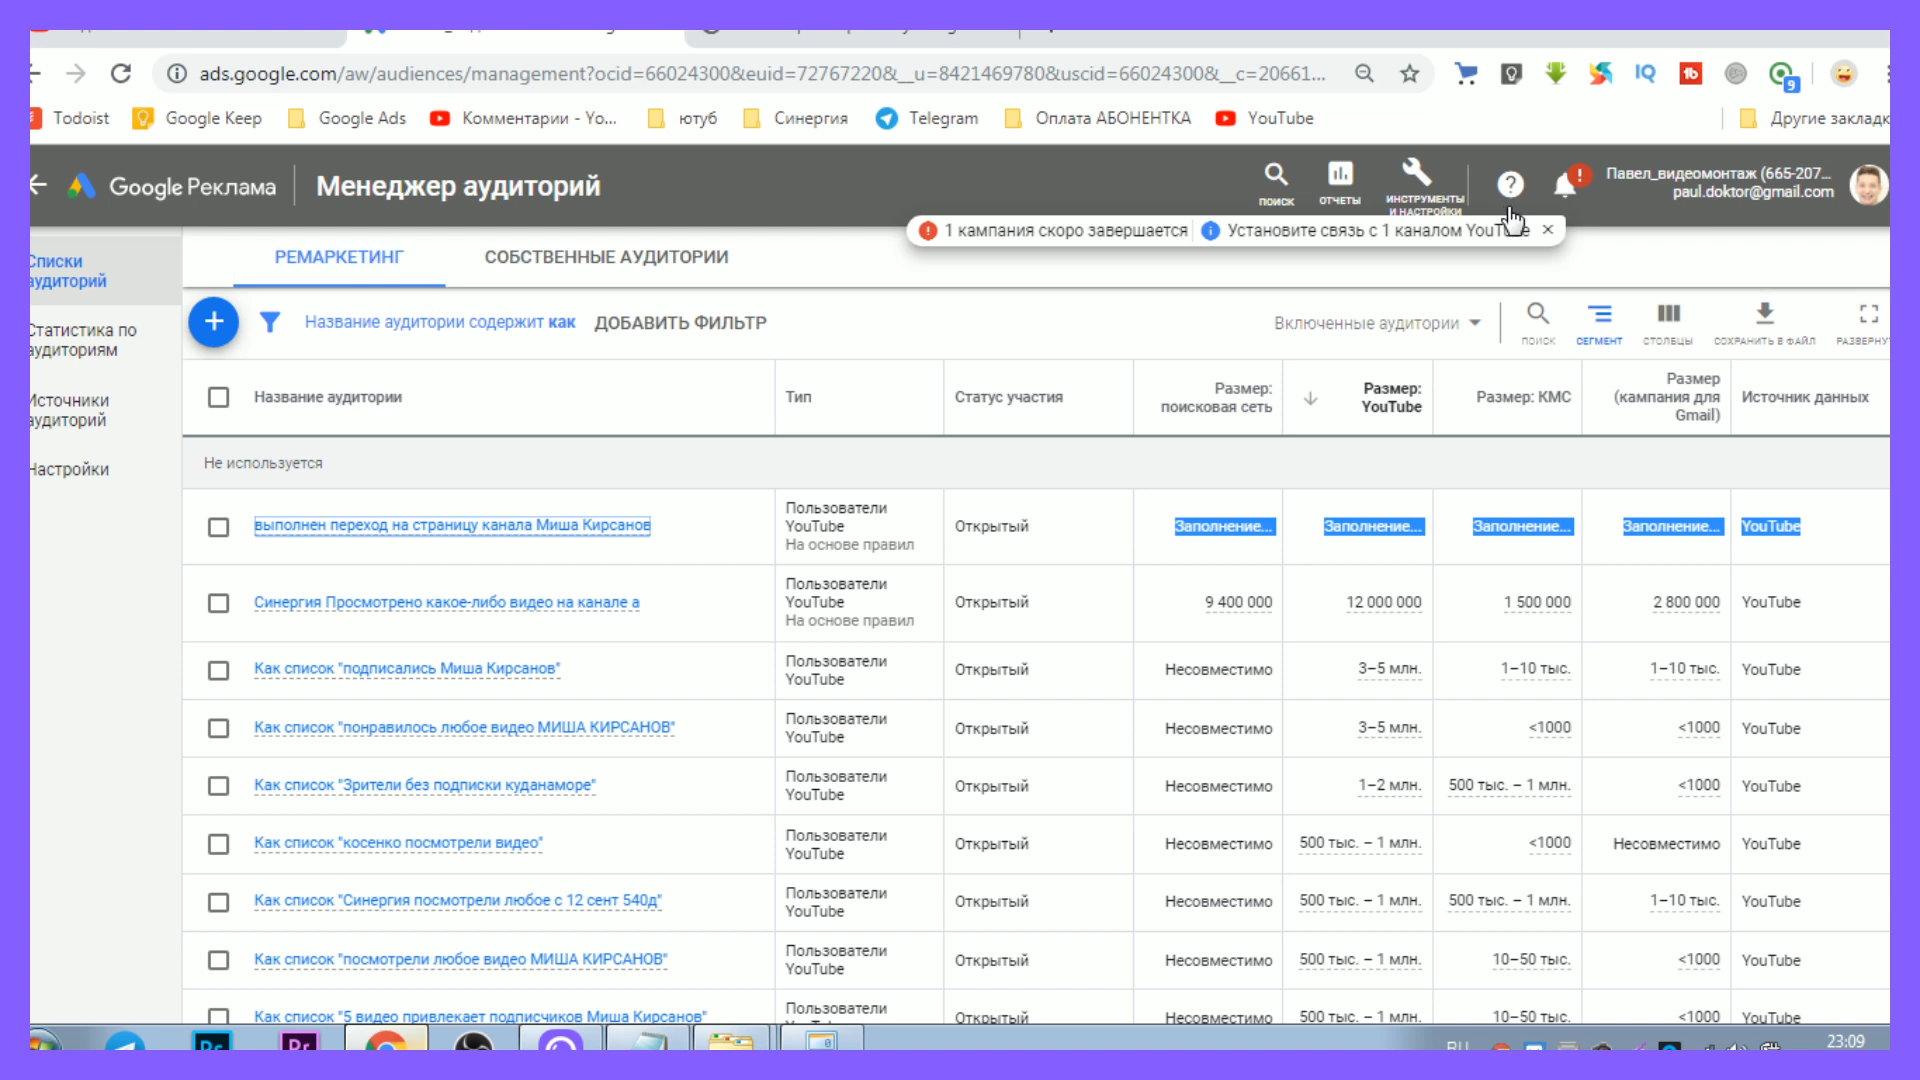 ads.google.com/aw/audiences/management?ocid=66024300&euid=72767220&__u=8421469780&uscid=66024300&__c=20661...
IQ
9
Todoist
Google Keep
Google Ads
Комментарии - Yo...
ютуб
Синергия
Telegram
Оплата АБОНЕНТКА
YouTube
Другие закладк
Google Реклама
Менеджер аудиторий
ПОИСК
ОТЧЕТЫ
ИНСТРУМЕНТЫ
И НАСТРОЙКИ
Павел_видеомонтаж (665-207...
paul.doktor@gmail.com
1 кампания скоро завершается
Установите связь с 1 каналом YouTube
Списки
аудиторий
Статистика по
аудиториям
Источники
аудиторий
Настройки
РЕМАРКЕТИНГ
СОБСТВЕННЫЕ АУДИТОРИИ
Название аудитории содержит как
ДОБАВИТЬ ФИЛЬТР
Включенные аудитории
ПОИСК
СЕГМЕНТ
СТОЛБЦЫ
СОХРАНИТЬ В ФАЙЛ
РАЗВЕРНУ
Название аудитории
Тип
Статус участия
Размер:
поисковая сеть
Размер:
YouTube
Размер: КМС
Размер
(кампания для
Gmail)
Источник данных
Не используется
выполнен переход на страницу канала Миша Кирсанов
Пользователи
YouTube
На основе правил
Открытый
Заполнение...
Заполнение...
Заполнение...
Заполнение...
YouTube
Синергия Просмотрено какое-либо видео на канале а
Пользователи
YouTube
На основе правил
Открытый
9 400 000
12 000 000
1 500 000
2 800 000
YouTube
Как список "подписались Миша Кирсанов"
Пользователи
YouTube
Открытый
Несовместимо
3–5 млн.
1–10 тыс.
1–10 тыс.
YouTube
Как список "понравилось любое видео МИША КИРСАНОВ"
Пользователи
YouTube
Открытый
Несовместимо
3–5 млн.
<1000
<1000
YouTube
Как список "Зрители без подписки куданаморе"
Пользователи
YouTube
Открытый
Несовместимо
1–2 млн.
500 тыс. – 1 млн.
<1000
YouTube
Как список "косенко посмотрели видео"
Пользователи
YouTube
Открытый
Несовместимо
500 тыс. – 1 млн.
<1000
Несовместимо
YouTube
Как список "Синергия посмотрели любое с 12 сент 540д"
Пользователи
YouTube
Открытый
Несовместимо
500 тыс. – 1 млн.
500 тыс. – 1 млн.
1–10 тыс.
YouTube
Как список "посмотрели любое видео МИША КИРСАНОВ"
Пользователи
YouTube
Открытый
Несовместимо
500 тыс. – 1 млн.
10–50 тыс.
<1000
YouTube
Как список "5 видео привлекает подписчиков Миша Кирсанов"
Пользователи
Открытый
Несовместимо
500 тыс. – 1 млн.
10–50 тыс.
<1000
YouTube
Pr
RU
23:09